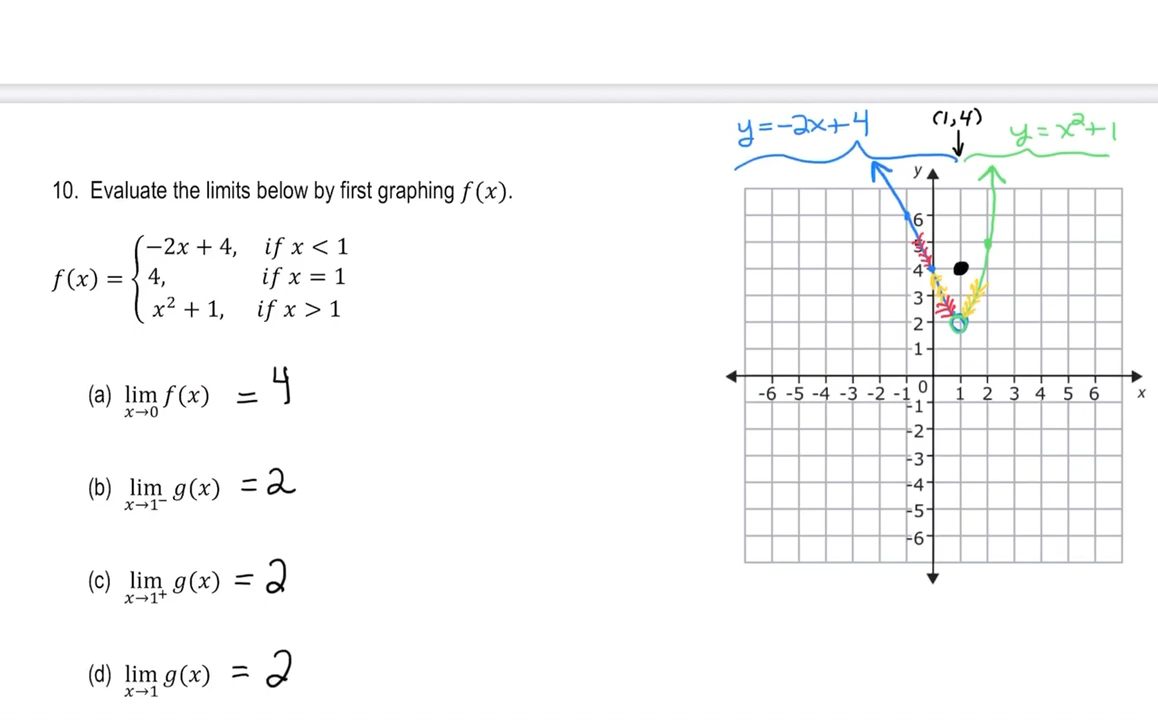 y=-2x+4
(1,4)
y=x²+1
10. Evaluate the limits below by first graphing f(x).
f(x) = { −2x + 4, if x < 1
4, if x = 1
x² + 1, if x > 1
(a) lim x→0 f(x) = 4
(b) lim x→1⁻ g(x) = 2
(c) lim x→1⁺ g(x) = 2
(d) lim x→1 g(x) = 2
y
6
5
4
3
2
1
-6 -5 -4 -3 -2 -1 0 1 2 3 4 5 6 x
-1
-2
-3
-4
-5
-6